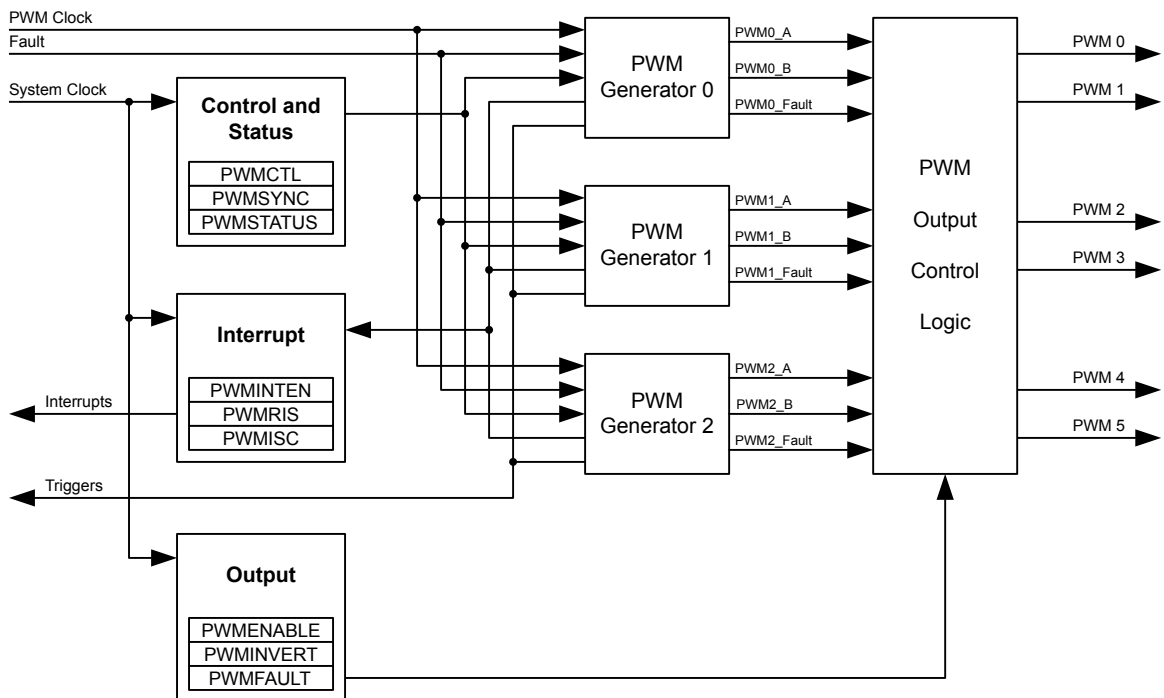 PWM Clock
Fault
System Clock
Control and
Status
PWMCTL
PWMSYNC
PWMSTATUS
Interrupt
PWMINTEN
PWMRIS
PWMISC
Interrupts
Triggers
Output
PWMENABLE
PWMINVERT
PWMFAULT
PWM
Generator 0
PWM0_A
PWM0_B
PWM0_Fault
PWM
Generator 1
PWM1_A
PWM1_B
PWM1_Fault
PWM
Generator 2
PWM2_A
PWM2_B
PWM2_Fault
PWM
Output
Control
Logic
PWM 0
PWM 1
PWM 2
PWM 3
PWM 4
PWM 5